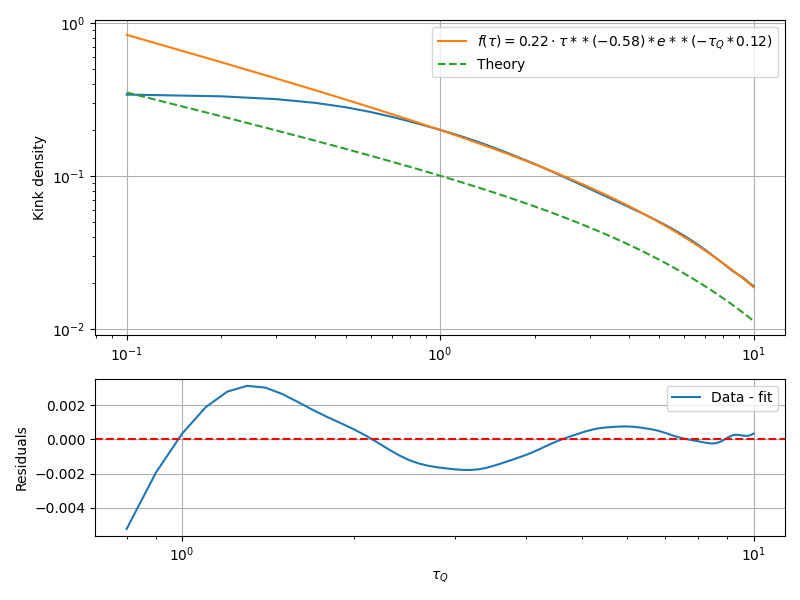 10⁰
10⁻¹
10⁻²
Kink density
f(τ) = 0.22 · τ * *(−0.58) * e * *(−τ_Q * 0.12)
Theory
10⁻¹ 10⁰ 10¹
0.002
0.000
−0.002
−0.004
Residuals
Data - fit
10⁰ 10¹
τ_Q